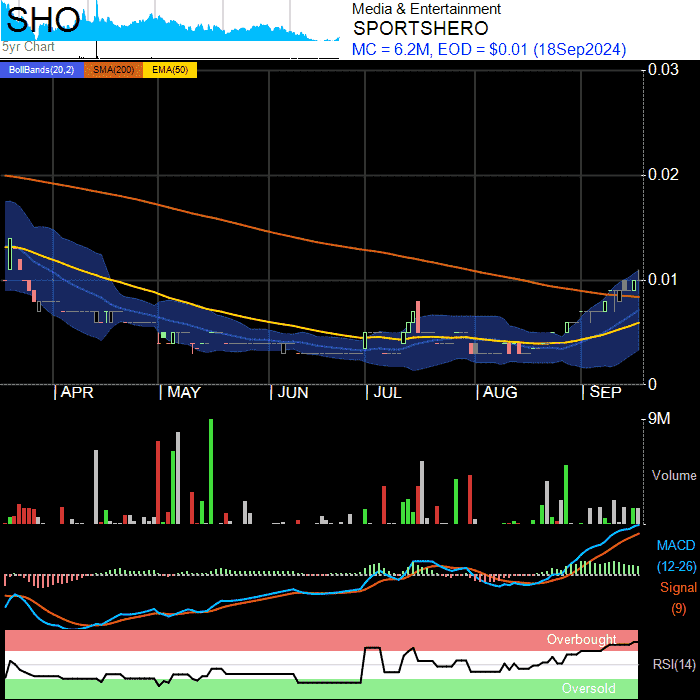 SHO
5yr Chart
Media & Entertainment
SPORTSHERO
MC = 6.2M, EOD = $0.01 (18Sep2024)
BollBands(20,2) SMA(200) EMA(50)
0.03
0.02
0.01
0
APR MAY JUN JUL AUG SEP
9M
Volume
MACD
(12-26)
Signal
(9)
Overbought
RSI(14)
Oversold